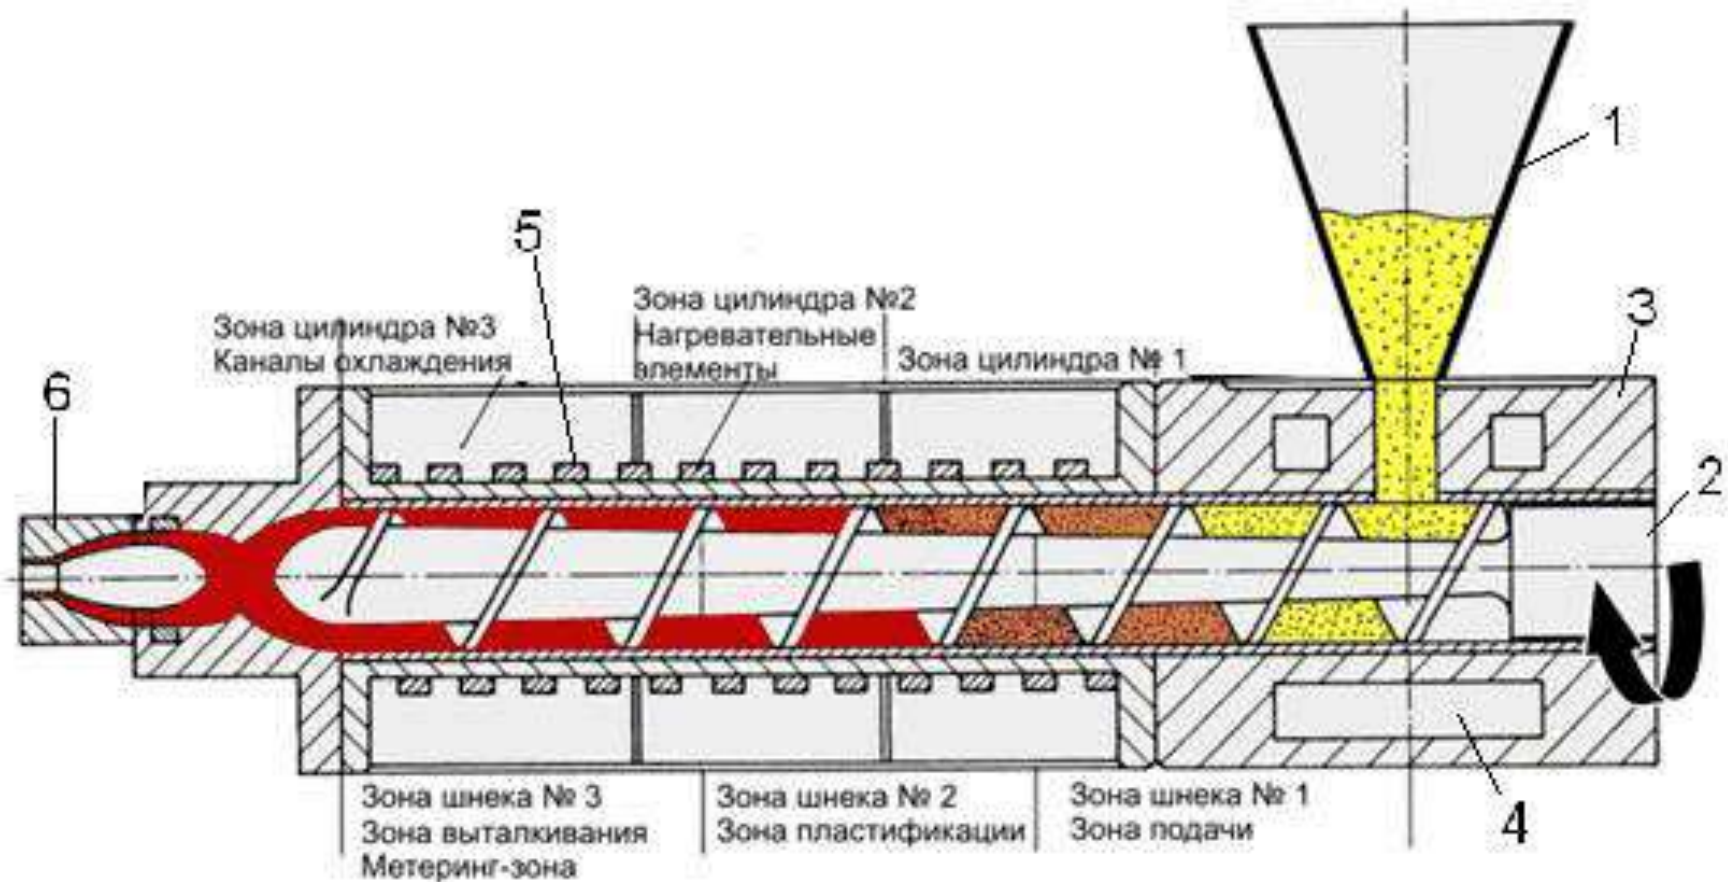 1
5
Зона цилиндра №2
Нагревательные
элементы
3
Зона цилиндра №3
Каналы охлаждения
Зона цилиндра № 1
6
2
Зона шнека № 3
Зона выталкивания
Метеринг-зона
Зона шнека № 2
Зона пластификации
Зона шнека № 1
Зона подачи
4